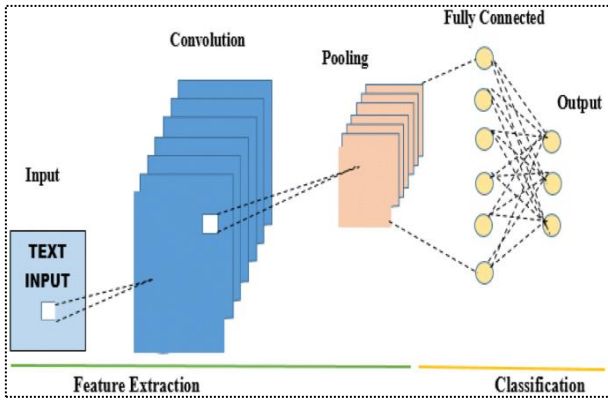 Fully Connected
Convolution
Pooling
Output
Input
TEXT
INPUT
Feature Extraction
Classification